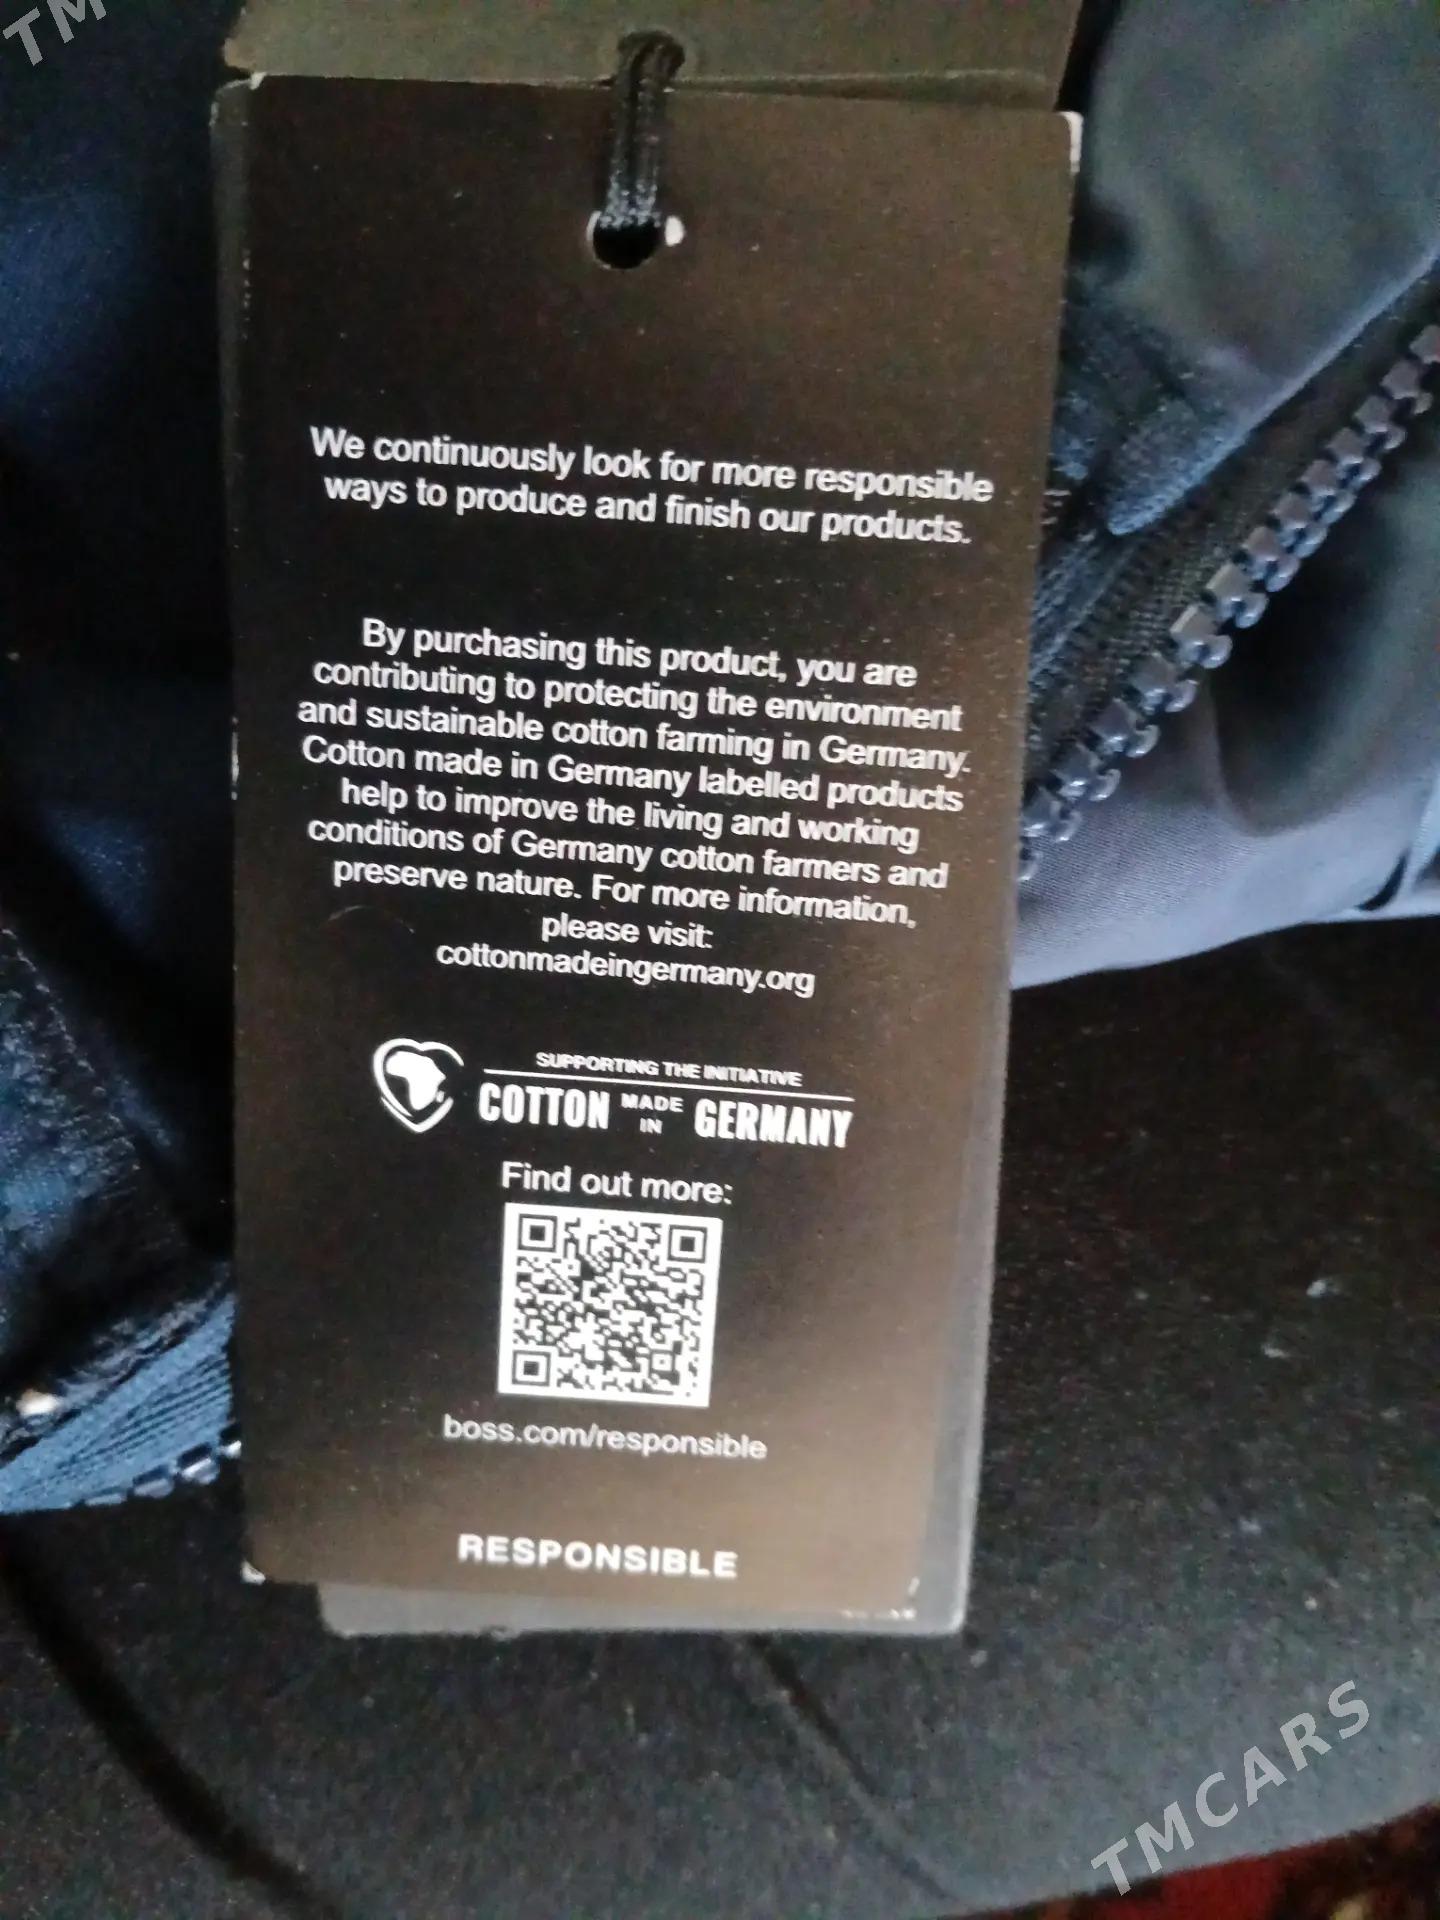 TM
We continuously look for more responsible
ways to produce and finish our products.
By purchasing this product, you are
contributing to protecting the environment
and sustainable cotton farming in Germany.
Cotton made in Germany labelled products
help to improve the living and working
conditions of Germany cotton farmers and
preserve nature. For more information,
please visit:
cottonmadeingermany.org
SUPPORTING THE INITIATIVE
COTTON MADE IN GERMANY
Find out more:
boss.com/responsible
RESPONSIBLE
TMCARS